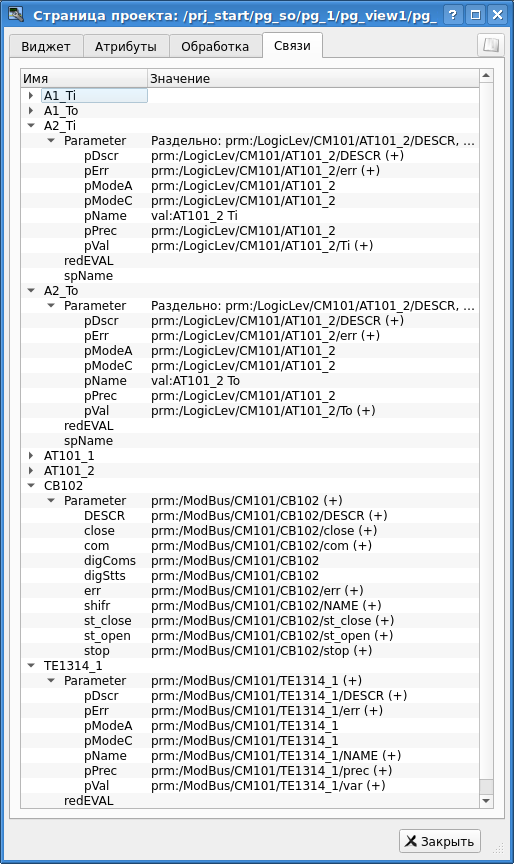 Страница проекта: /prj_start/pg_so/pg_1/pg_view1/pg_
Виджет Атрибуты Обработка Связи
Имя Значение
A1_Ti
A1_To
A2_Ti
Parameter Раздельно: prm:/LogicLev/CM101/AT101_2/DESCR, ...
pDscr prm:/LogicLev/CM101/AT101_2/DESCR (+)
pErr prm:/LogicLev/CM101/AT101_2/err (+)
pModeA prm:/LogicLev/CM101/AT101_2
pModeC prm:/LogicLev/CM101/AT101_2
pName val:AT101_2 Ti
pPrec prm:/LogicLev/CM101/AT101_2
pVal prm:/LogicLev/CM101/AT101_2/Ti (+)
redEVAL
spName
A2_To
Parameter Раздельно: prm:/LogicLev/CM101/AT101_2/DESCR, ...
pDscr prm:/LogicLev/CM101/AT101_2/DESCR (+)
pErr prm:/LogicLev/CM101/AT101_2/err (+)
pModeA prm:/LogicLev/CM101/AT101_2
pModeC prm:/LogicLev/CM101/AT101_2
pName val:AT101_2 To
pPrec prm:/LogicLev/CM101/AT101_2
pVal prm:/LogicLev/CM101/AT101_2/To (+)
redEVAL
spName
AT101_1
AT101_2
CB102
Parameter prm:/ModBus/CM101/CB102 (+)
DESCR prm:/ModBus/CM101/CB102/DESCR (+)
close prm:/ModBus/CM101/CB102/close (+)
com prm:/ModBus/CM101/CB102/com (+)
digComs prm:/ModBus/CM101/CB102
digStts prm:/ModBus/CM101/CB102
err prm:/ModBus/CM101/CB102/err (+)
shifr prm:/ModBus/CM101/CB102/NAME (+)
st_close prm:/ModBus/CM101/CB102/st_close (+)
st_open prm:/ModBus/CM101/CB102/st_open (+)
stop prm:/ModBus/CM101/CB102/stop (+)
TE1314_1
Parameter prm:/ModBus/CM101/TE1314_1 (+)
pDscr prm:/ModBus/CM101/TE1314_1/DESCR (+)
pErr prm:/ModBus/CM101/TE1314_1/err (+)
pModeA prm:/ModBus/CM101/TE1314_1
pModeC prm:/ModBus/CM101/TE1314_1
pName prm:/ModBus/CM101/TE1314_1/NAME (+)
pPrec prm:/ModBus/CM101/TE1314_1/prec (+)
pVal prm:/ModBus/CM101/TE1314_1/var (+)
redEVAL
Закрыть